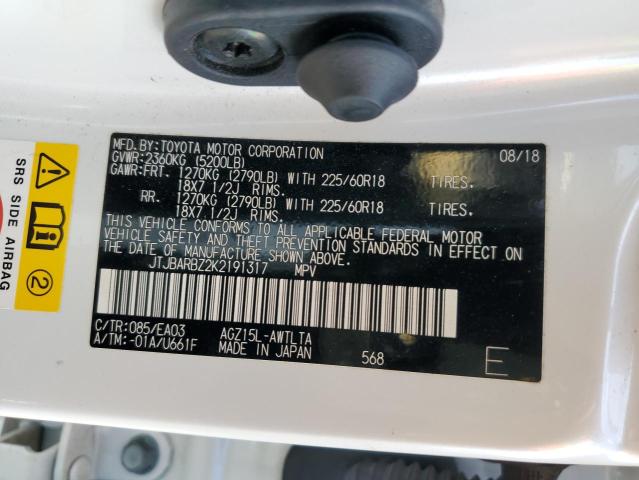 MFD.BY:TOYOTA MOTOR CORPORATION 08/18
GVWR:2360KG (5200LB)
GAWR:FRT. 1270KG (2790LB) WITH 225/60R18 TIRES.
18X7 1/2J RIMS.
RR. 1270KG (2790LB) WITH 225/60R18 TIRES.
18X7 1/2J RIMS.
THIS VEHICLE CONFORMS TO ALL APPLICABLE FEDERAL MOTOR
VEHICLE SAFETY AND THEFT PREVENTION STANDARDS IN EFFECT ON
THE DATE OF MANUFACTURE SHOWN ABOVE.
JTJBARBZ2K2191317 MPV
C/TR:085/EA03 AGZ15L-AWTLTA
A/TM:-01A/U661F MADE IN JAPAN 568 E
SRS SIDE AIRBAG
2